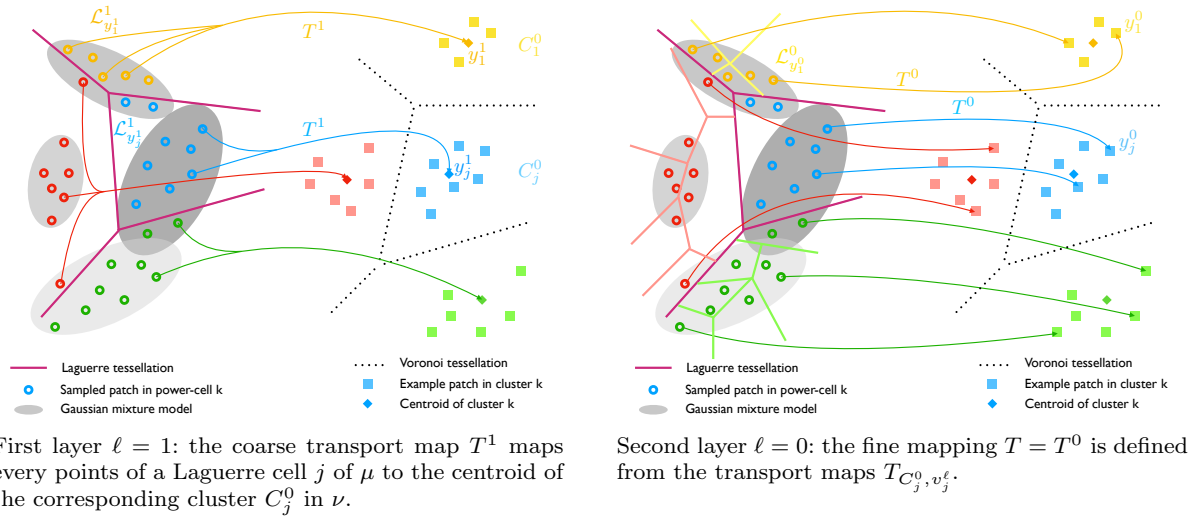 $\mathcal{L}^1_{y^1_1}$
$T^1$
$C^0_1$
$y^1_1$
$\mathcal{L}^1_{y^1_j}$
$T^1$
$y^1_j$
$C^0_j$
Laguerre tessellation
Sampled patch in power-cell k
Gaussian mixture model
Voronoi tessellation
Example patch in cluster k
Centroid of cluster k
First layer $\ell = 1$: the coarse transport map $T^1$ maps
every points of a Laguerre cell $j$ of $\mu$ to the centroid of
the corresponding cluster $C^0_j$ in $\nu$.
$y^0_1$
$\mathcal{L}^0_{y^0_1}$
$T^0$
$T^0$
$y^0_j$
Laguerre tessellation
Sampled patch in power-cell k
Gaussian mixture model
Voronoi tessellation
Example patch in cluster k
Centroid of cluster k
Second layer $\ell = 0$: the fine mapping $T = T^0$ is defined
from the transport maps $T_{C^0_j, v^\ell_j}$.